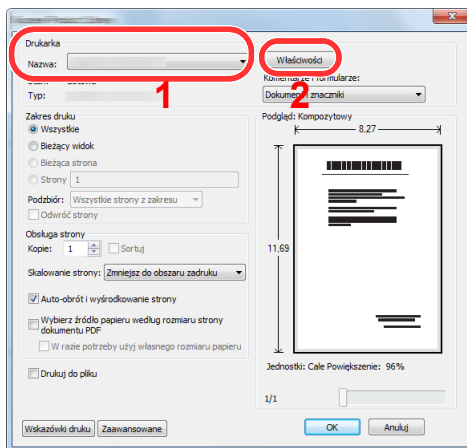 Drukarka
Nazwa:
Właściwości
Komentarze i formularze:
Typ:
1
2
Dokument i znaczniki
Zakres druku
Wszystkie
Bieżący widok
Bieżąca strona
Strony 1
Podzbiór: Wszystkie strony z zakresu
Odwróć strony
Podgląd: Kompozytowy
8,27
11,69
Obsługa strony
Kopie: 1 Sortuj
Skalowanie strony: Zmniejsz do obszaru zadruku
Auto-obrót i wyśrodkowanie strony
Wybierz źródło papieru według rozmiaru strony
dokumentu PDF
W razie potrzeby użyj własnego rozmiaru papieru
Drukuj do pliku
Jednostki: Cale Powiększenie: 96%
1/1
Wskazówki druku Zaawansowane
OK Anuluj